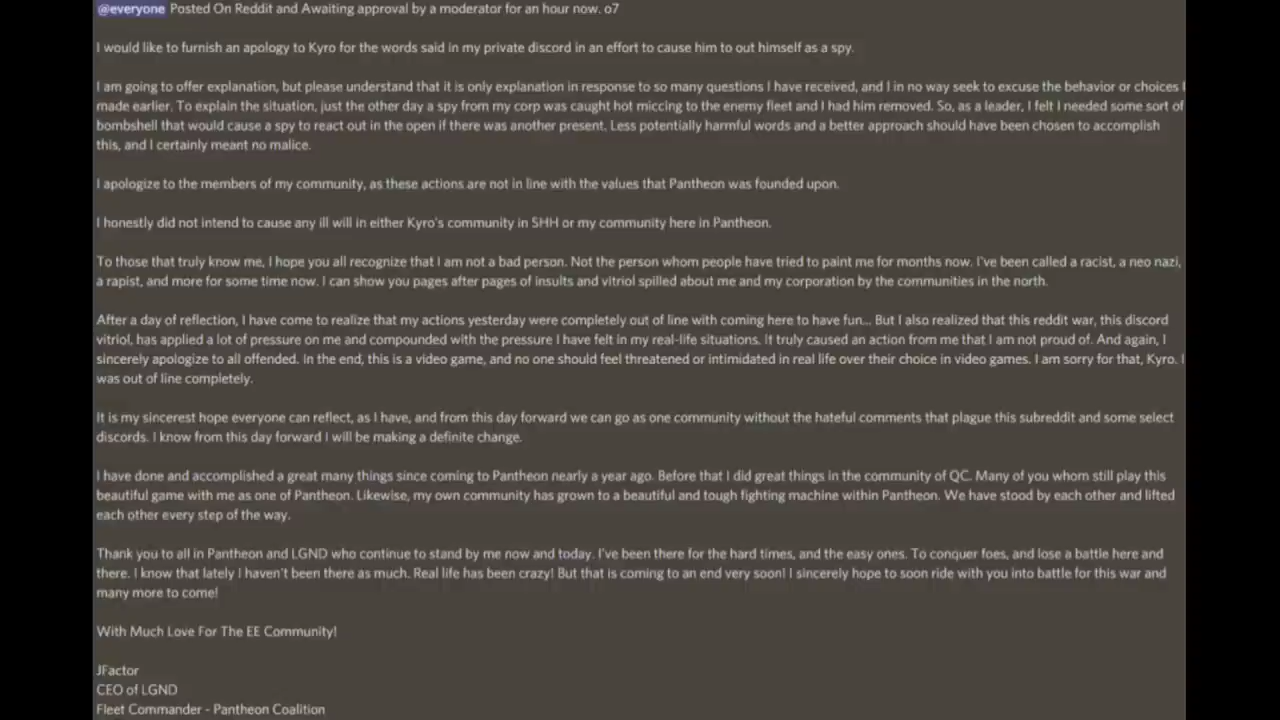 @everyone Posted On Reddit and Awaiting approval by a moderator for an hour now. o7
I would like to furnish an apology to Kyro for the words said in my private discord in an effort to cause him to out himself as a spy.
I am going to offer explanation, but please understand that it is only explanation in response to so many questions I have received, and I in no way seek to excuse the behavior or choices I
made earlier. To explain the situation, just the other day a spy from my corp was caught hot miccing to the enemy fleet and I had him removed. So, as a leader, I felt I needed some sort of
bombshell that would cause a spy to react out in the open if there was another present. Less potentially harmful words and a better approach should have been chosen to accomplish
this, and I certainly meant no malice.
I apologize to the members of my community, as these actions are not in line with the values that Pantheon was founded upon.
I honestly did not intend to cause any ill will in either Kyro's community in SHH or my community here in Pantheon.
To those that truly know me, I hope you all recognize that I am not a bad person. Not the person whom people have tried to paint me for months now. I've been called a racist, a neo nazi,
a rapist, and more for some time now. I can show you pages after pages of insults and vitriol spilled about me and my corporation by the communities in the north.
After a day of reflection, I have come to realize that my actions yesterday were completely out of line with coming here to have fun... But I also realized that this reddit war, this discord
vitriol, has applied a lot of pressure on me and compounded with the pressure I have felt in my real-life situations. It truly caused an action from me that I am not proud of. And again, I
sincerely apologize to all offended. In the end, this is a video game, and no one should feel threatened or intimidated in real life over their choice in video games. I am sorry for that, Kyro. I
was out of line completely.
It is my sincerest hope everyone can reflect, as I have, and from this day forward we can go as one community without the hateful comments that plague this subreddit and some select
discords. I know from this day forward I will be making a definite change.
I have done and accomplished a great many things since coming to Pantheon nearly a year ago. Before that I did great things in the community of QC. Many of you whom still play this
beautiful game with me as one of Pantheon. Likewise, my own community has grown to a beautiful and tough fighting machine within Pantheon. We have stood by each other and lifted
each other every step of the way.
Thank you to all in Pantheon and LGND who continue to stand by me now and today. I've been there for the hard times, and the easy ones. To conquer foes, and lose a battle here and
there. I know that lately I haven't been there as much. Real life has been crazy! But that is coming to an end very soon! I sincerely hope to soon ride with you into battle for this war and
many more to come!
With Much Love For The EE Community!
JFactor
CEO of LGND
Fleet Commander - Pantheon Coalition